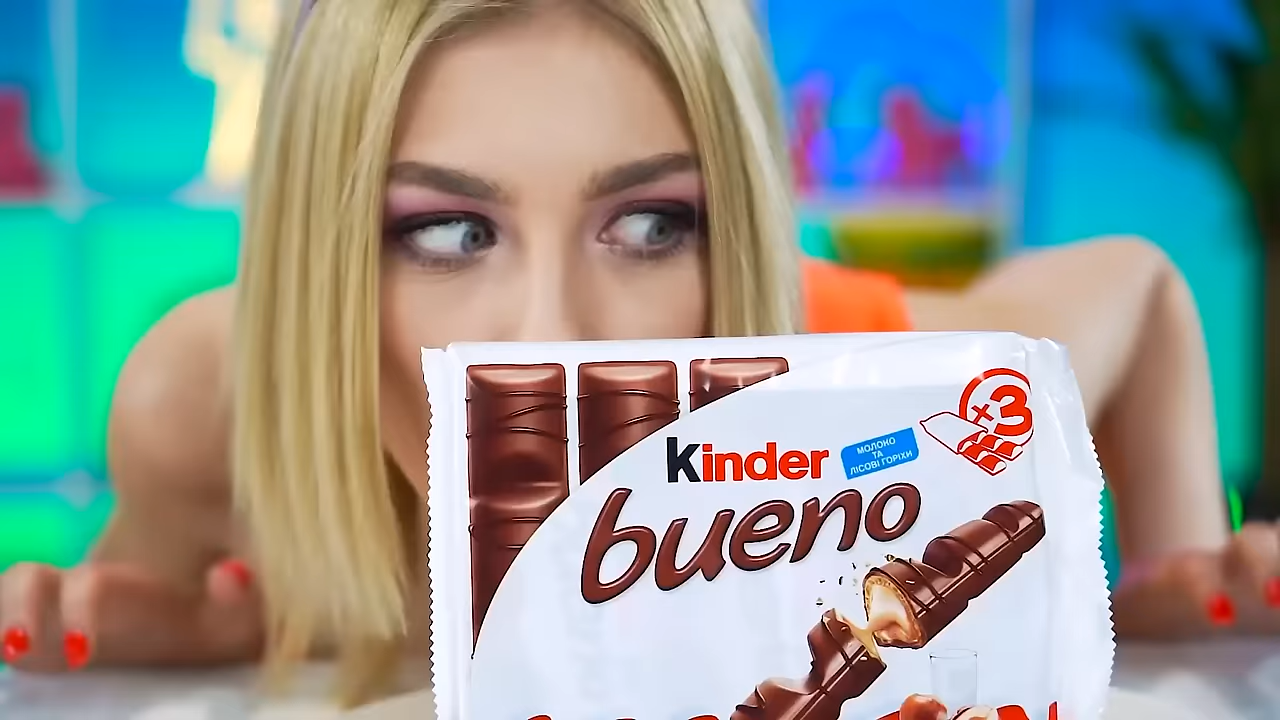 ×3
Kinder
МОЛОКО
ТА
ЛІСОВІ ГОРІХИ
bueno